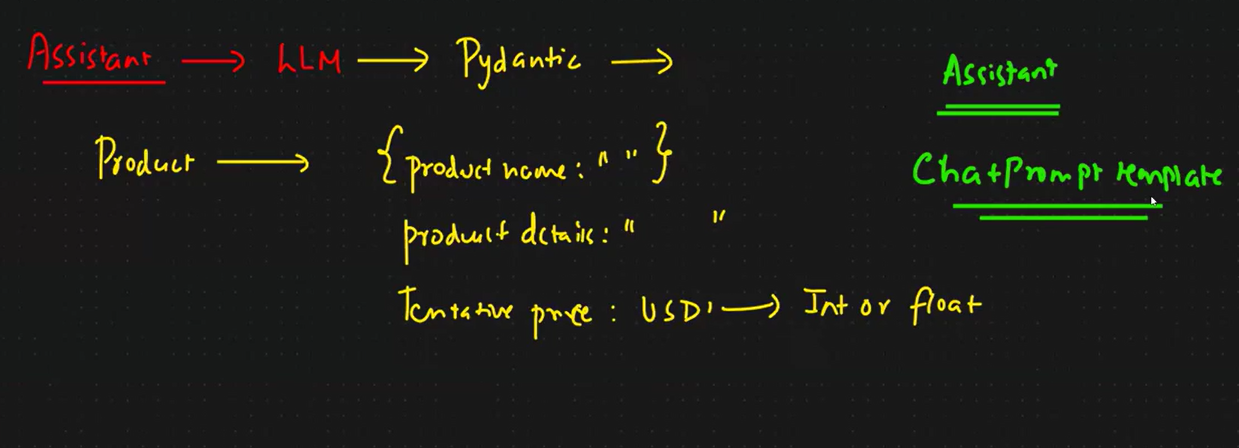 Assistant → LLM → Pydantic →
Assistant
Product → { product name : " " }
ChatPrompt template
product details : " "
Tentative price : USD → Int or float